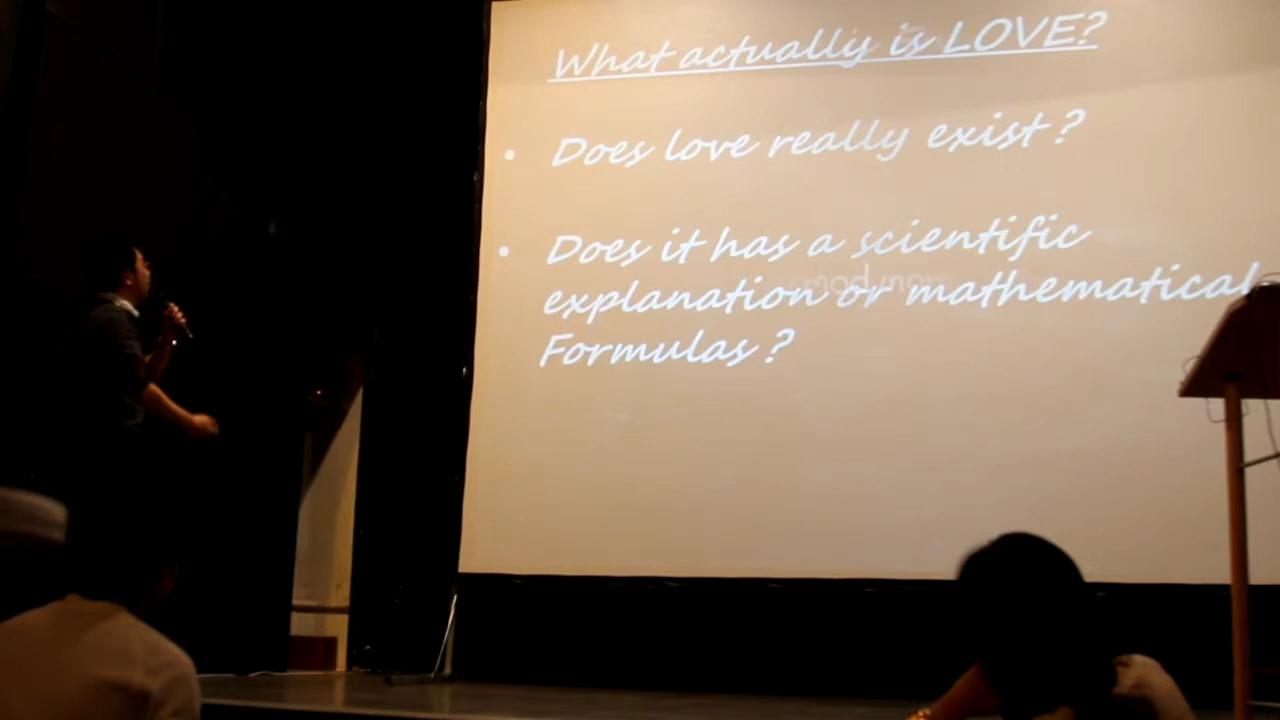 What actually is LOVE?
• Does love really exist ?
• Does it has a scientific
explanation or mathematical
Formulas ?